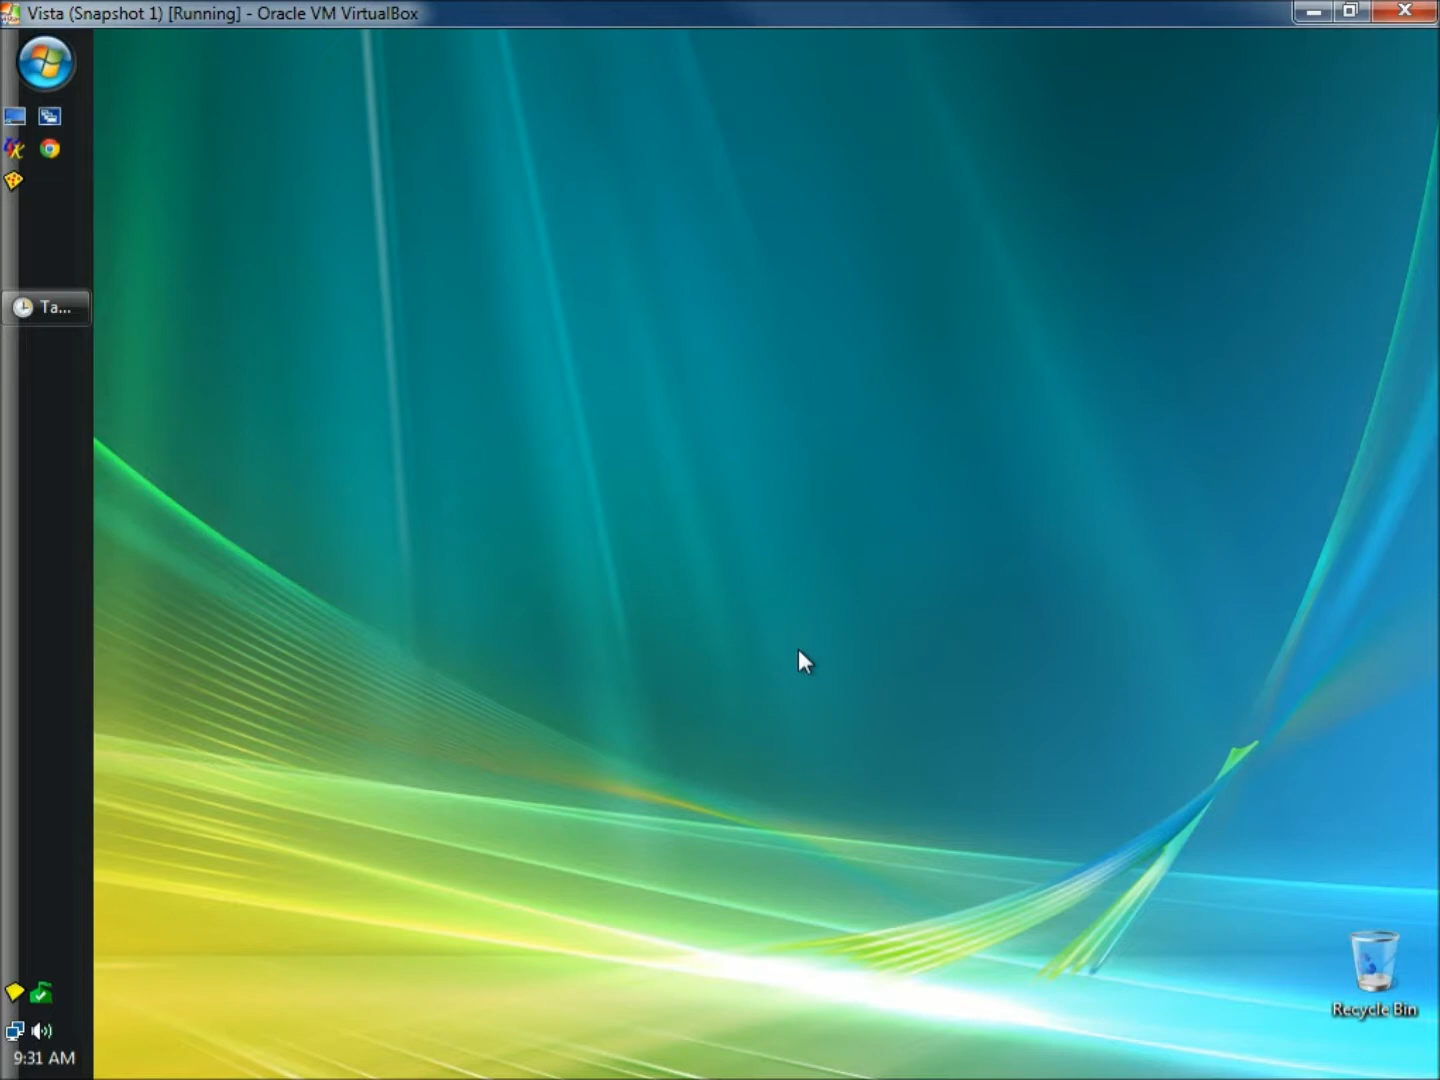 Vista (Snapshot 1) [Running] - Oracle VM VirtualBox
Ta...
Recycle Bin
9:31 AM